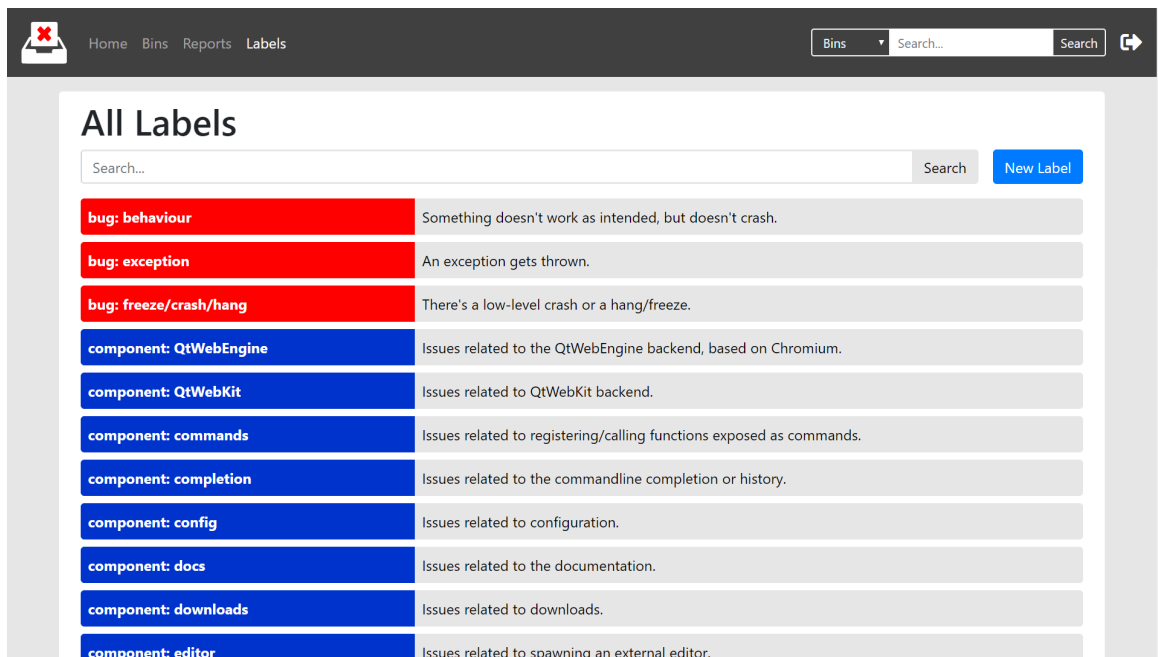 Home Bins Reports Labels Bins Search... Search
All Labels
Search... Search New Label
bug: behaviour Something doesn't work as intended, but doesn't crash.
bug: exception An exception gets thrown.
bug: freeze/crash/hang There's a low-level crash or a hang/freeze.
component: QtWebEngine Issues related to the QtWebEngine backend, based on Chromium.
component: QtWebKit Issues related to QtWebKit backend.
component: commands Issues related to registering/calling functions exposed as commands.
component: completion Issues related to the commandline completion or history.
component: config Issues related to configuration.
component: docs Issues related to the documentation.
component: downloads Issues related to downloads.
component: editor Issues related to spawning an external editor.